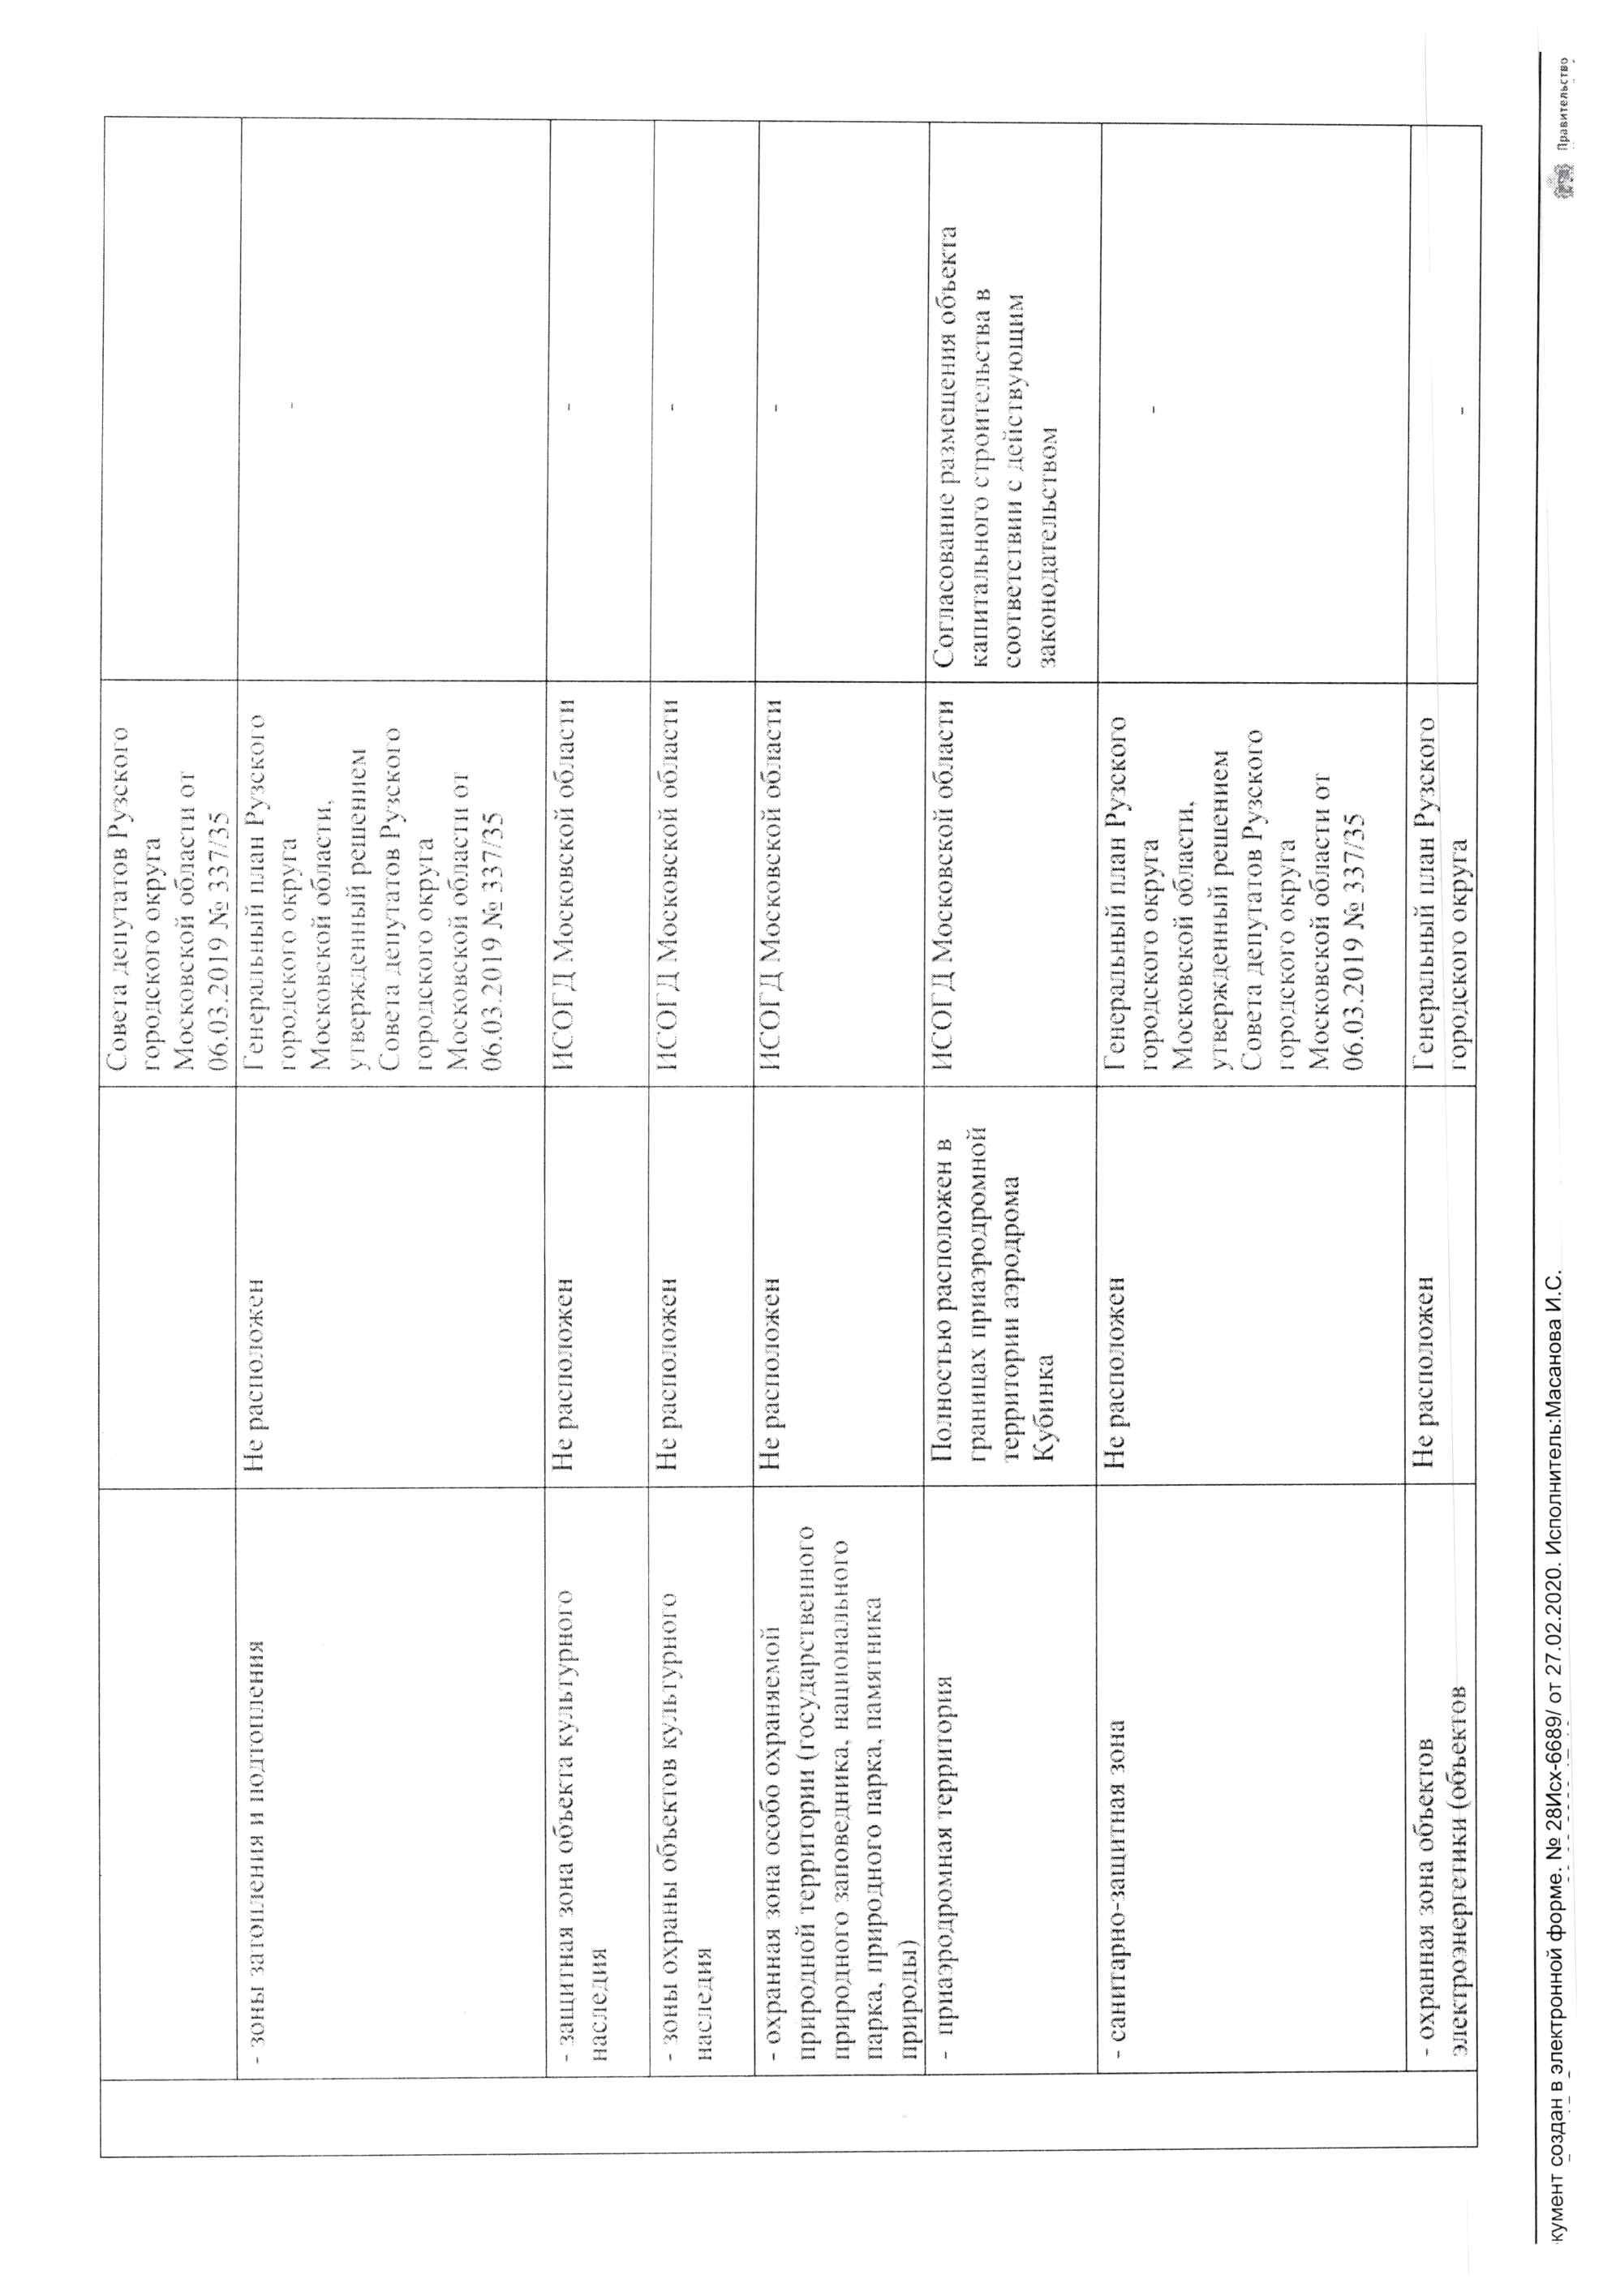 Совета депутатов Рузского
городского округа
Московской области от
06.03.2019 № 337/35
- зоны затопления и подтопления
Не расположен
Генеральный план Рузского
городского округа
Московской области,
утвержденный решением
Совета депутатов Рузского
городского округа
Московской области от
06.03.2019 № 337/35
-
- защитная зона объекта культурного
наследия
Не расположен
ИСОГД Московской области
-
- зоны охраны объектов культурного
наследия
Не расположен
ИСОГД Московской области
-
- охранная зона особо охраняемой
природной территории (государственного
природного заповедника, национального
парка, природного парка, памятника
природы)
Не расположен
ИСОГД Московской области
-
- приаэродромная территория
Полностью расположен в
границах приаэродромной
территории аэродрома
Кубинка
ИСОГД Московской области
Согласование размещения объекта
капитального строительства в
соответствии с действующим
законодательством
- санитарно-защитная зона
Не расположен
Генеральный план Рузского
городского округа
Московской области,
утвержденный решением
Совета депутатов Рузского
городского округа
Московской области от
06.03.2019 № 337/35
-
- охранная зона объектов
электроэнергетики (объектов
Не расположен
Генеральный план Рузского
городского округа
-
кумент создан в электронной форме. № 28Исх-6689/ от 27.02.2020. Исполнитель:Масанова И.С.
Правительство